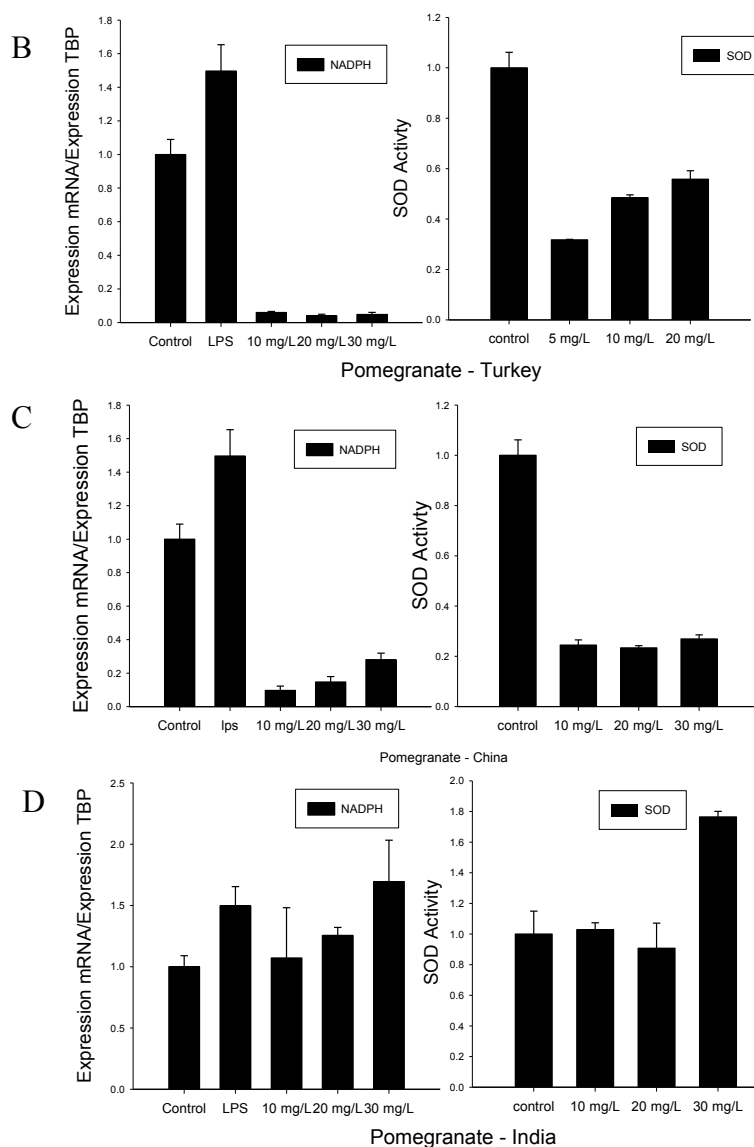 B
Expression mRNA/Expression TBP
1.8
1.6
1.4
1.2
1.0
0.8
0.6
0.4
0.2
0.0
NADPH
Control LPS 10 mg/L 20 mg/L 30 mg/L
SOD Activty
1.2
1.0
0.8
0.6
0.4
0.2
0.0
SOD
control 5 mg/L 10 mg/L 20 mg/L
Pomegranate - Turkey
C
Expression mRNA/Expression TBP
1.8
1.6
1.4
1.2
1.0
0.8
0.6
0.4
0.2
0.0
NADPH
Control lps 10 mg/L 20 mg/L 30 mg/L
SOD Activty
1.2
1.0
0.8
0.6
0.4
0.2
0.0
SOD
control 10 mg/L 20 mg/L 30 mg/L
Pomegranate - China
D
Expression mRNA/Expression TBP
2.5
2.0
1.5
1.0
0.5
0.0
NADPH
Control LPS 10 mg/L 20 mg/L 30 mg/L
SOD Activity
2.0
1.8
1.6
1.4
1.2
1.0
0.8
0.6
0.4
0.2
0.0
SOD
control 10 mg/L 20 mg/L 30 mg/L
Pomegranate - India